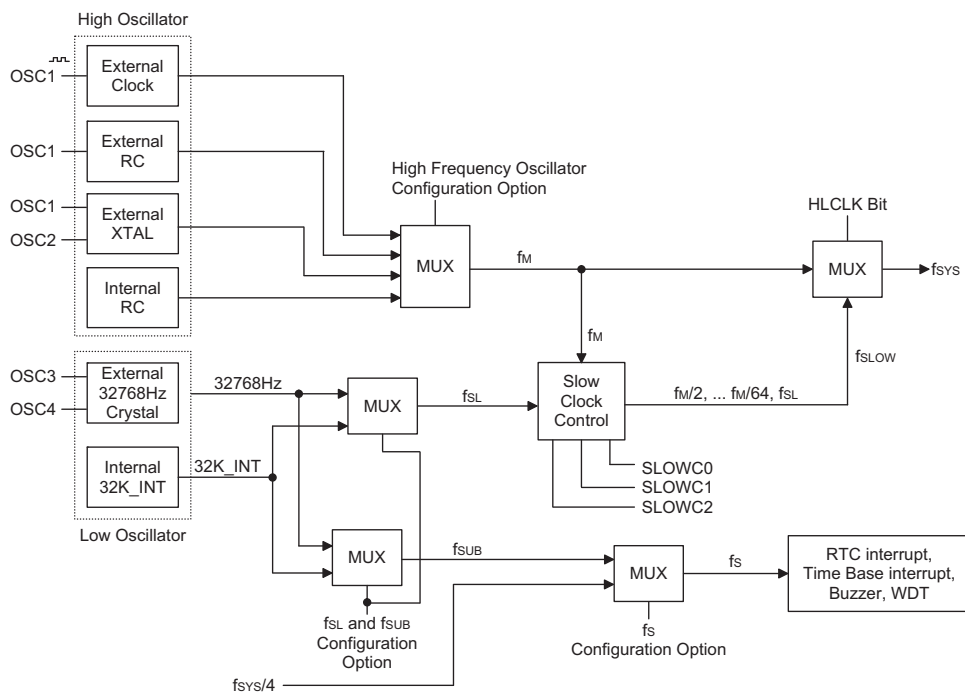 High Oscillator
OSC1
External
Clock
OSC1
External
RC
OSC1
OSC2
External
XTAL
Internal
RC
High Frequency Oscillator
Configuration Option
MUX
fM
HLCLK Bit
MUX
fSYS
fM
fSLOW
OSC3
OSC4
External
32768Hz
Crystal
32768Hz
MUX
fSL
Slow
Clock
Control
fM/2, ... fM/64, fSL
Internal
32K_INT
32K_INT
SLOWC0
SLOWC1
SLOWC2
Low Oscillator
MUX
fSUB
MUX
fS
RTC interrupt,
Time Base interrupt,
Buzzer, WDT
fSL and fSUB
Configuration
Option
fS
Configuration Option
fSYS/4